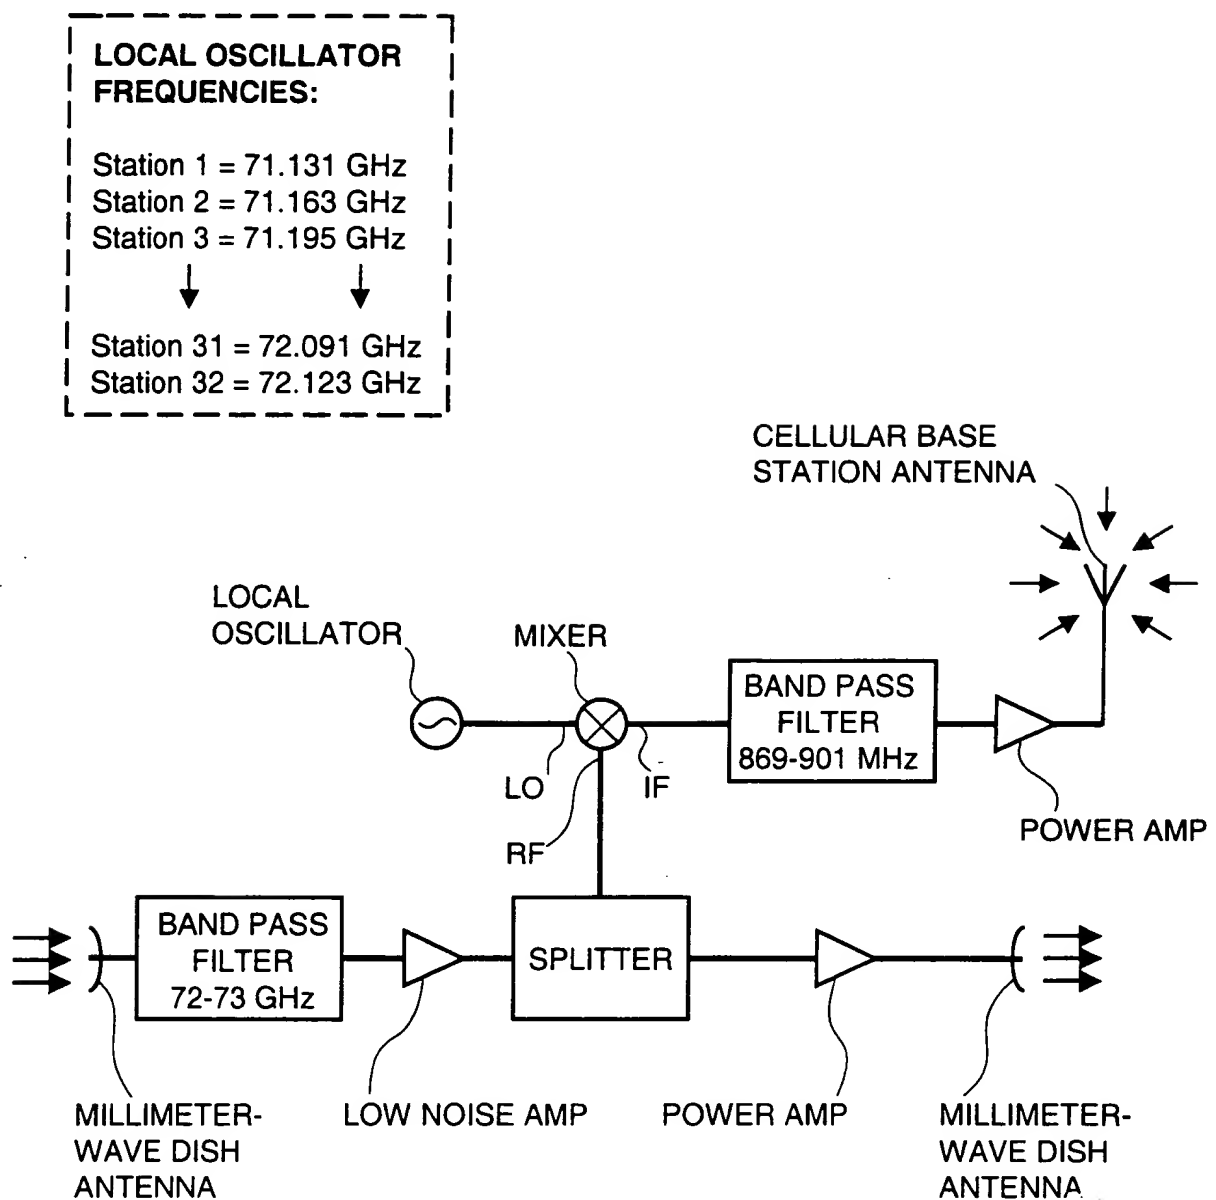 LOCAL OSCILLATOR
FREQUENCIES:
Station 1 = 71.131 GHz
Station 2 = 71.163 GHz
Station 3 = 71.195 GHz
Station 31 = 72.091 GHz
Station 32 = 72.123 GHz
CELLULAR BASE
STATION ANTENNA
LOCAL
OSCILLATOR
MIXER
BAND PASS
FILTER
869-901 MHz
LO
IF
RF
POWER AMP
BAND PASS
FILTER
72-73 GHz
SPLITTER
MILLIMETER-
WAVE DISH
ANTENNA
LOW NOISE AMP
POWER AMP
MILLIMETER-
WAVE DISH
ANTENNA